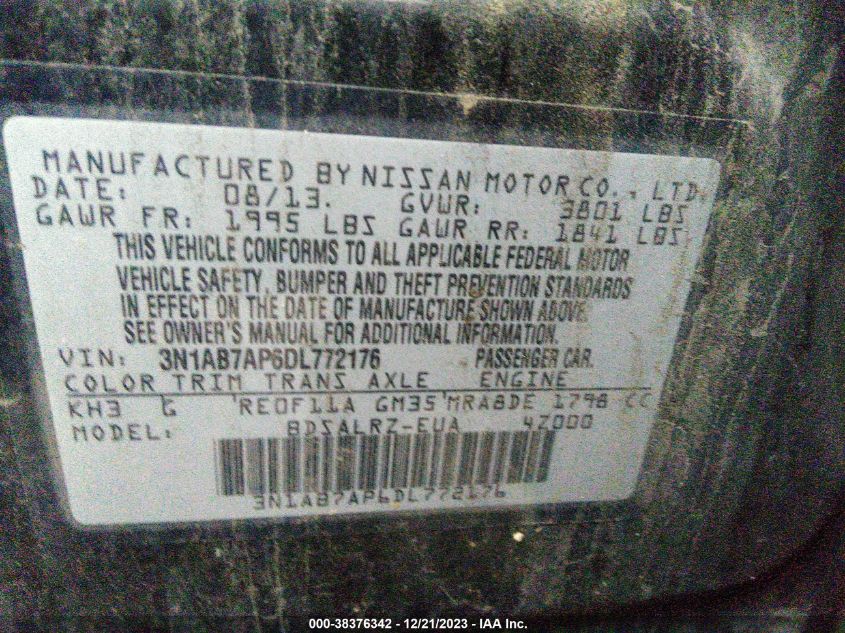 MANUFACTURED BY NISSAN MOTOR CO., LTD.
DATE: 08/13. GVWR: 3801 LBS
GAWR FR: 1995 LBS GAWR RR: 1841 LBS
THIS VEHICLE CONFORMS TO ALL APPLICABLE FEDERAL MOTOR
VEHICLE SAFETY, BUMPER AND THEFT PREVENTION STANDARDS
IN EFFECT ON THE DATE OF MANUFACTURE SHOWN ABOVE.
SEE OWNER'S MANUAL FOR ADDITIONAL INFORMATION.
VIN: 3N1AB7AP6DL772176 PASSENGER CAR.
COLOR TRIM TRANS AXLE ENGINE
KH3 G RE0F11A GM35 MRA8DE 1798 CC
MODEL: BDSALRZ-EUA 4Z000
3N1AB7AP6DL772176
000-38376342 - 12/21/2023 - IAA Inc.